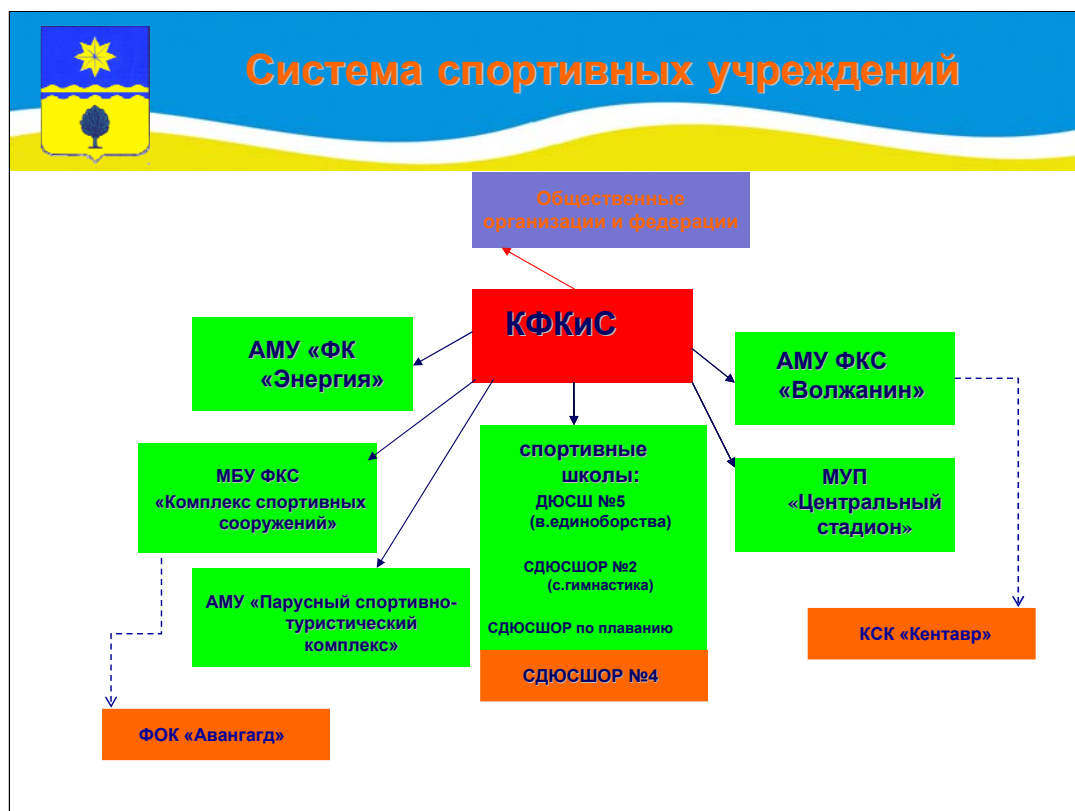 Система спортивных учреждений
Общественные
организации и федерации
КФКиС
АМУ «ФК
«Энергия»
АМУ ФКС
«Волжанин»
МБУ ФКС
«Комплекс спортивных
сооружений»
спортивные
школы:
ДЮСШ №5
(в.единоборства)
СДЮСШОР №2
(с.гимнастика)
СДЮСШОР по плаванию
СДЮСШОР №4
МУП
«Центральный
стадион»
АМУ «Парусный спортивно-
туристический
комплекс»
КСК «Кентавр»
ФОК «Авангагд»